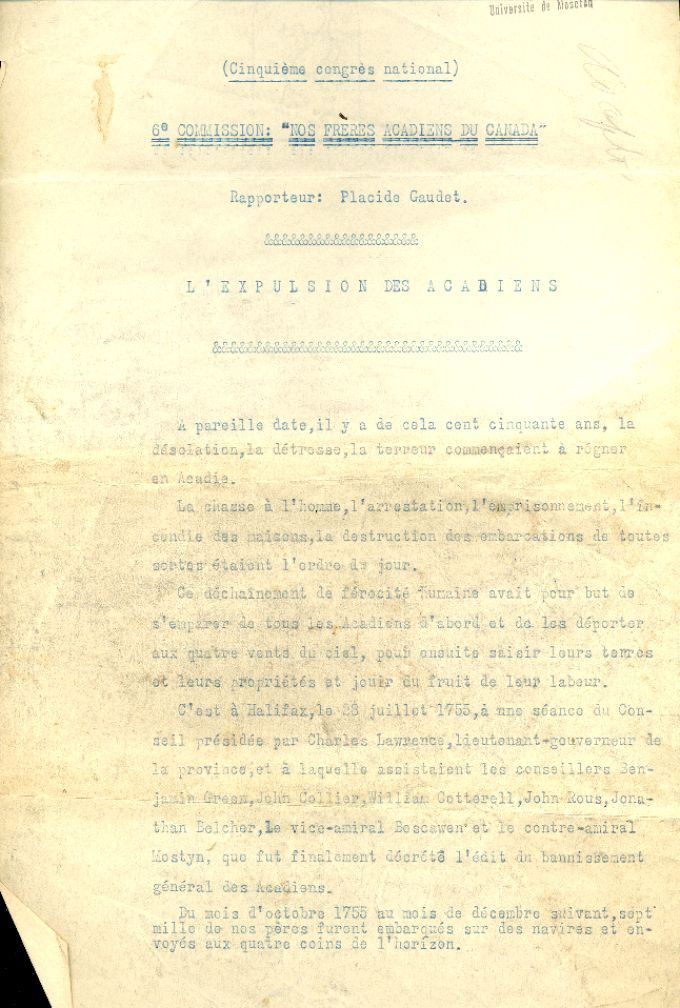 Université de Moncton
(Cinquième congrès national)
6e COMMISSION: "NOS FRÈRES ACADIENS DU CANADA"
Rapporteur: Placide Gaudet.
&&&&&&&&&&&&&&&&&&
L'EXPULSION DES ACADIENS
&&&&&&&&&&&&&&&&&&&&&&&&&&&&&&&&&&&&
A pareille date,il y a de cela cent cinquante ans, la
désolation,la détresse,la terreur commençaient à régner
en Acadie.
La chasse à l'homme,l'arrestation,l'emprisonnement,l'in-
cendie des maisons,la destruction des embarcations de toutes
sortes étaient l'ordre du jour.
Ce déchaînement de férocité humaine avait pour but de
s'emparer de tous les Acadiens d'abord et de les déporter
aux quatre vents du ciel, pour ensuite saisir leurs terres
et leurs propriétés et jouir du fruit de leur labeur.
C'est à Halifax,le 28 juillet 1755,à une séance du Con-
seil présidée par Charles Lawrence,lieutenant-gouverneur de
la province,et à laquelle assistaient les conseillers Ben-
jamin Green,John Collier,William Cotterell,John Rous,Jona-
than Belcher,le vice-amiral Boscawen et le contre-amiral
Mostyn, que fut finalement décrété l'édit du bannissement
général des Acadiens.
Du mois d'octobre 1755 au mois de décembre suivant,sept
mille de nos pères furent embarqués sur des navires et en-
voyés aux quatre coins de l'horizon.